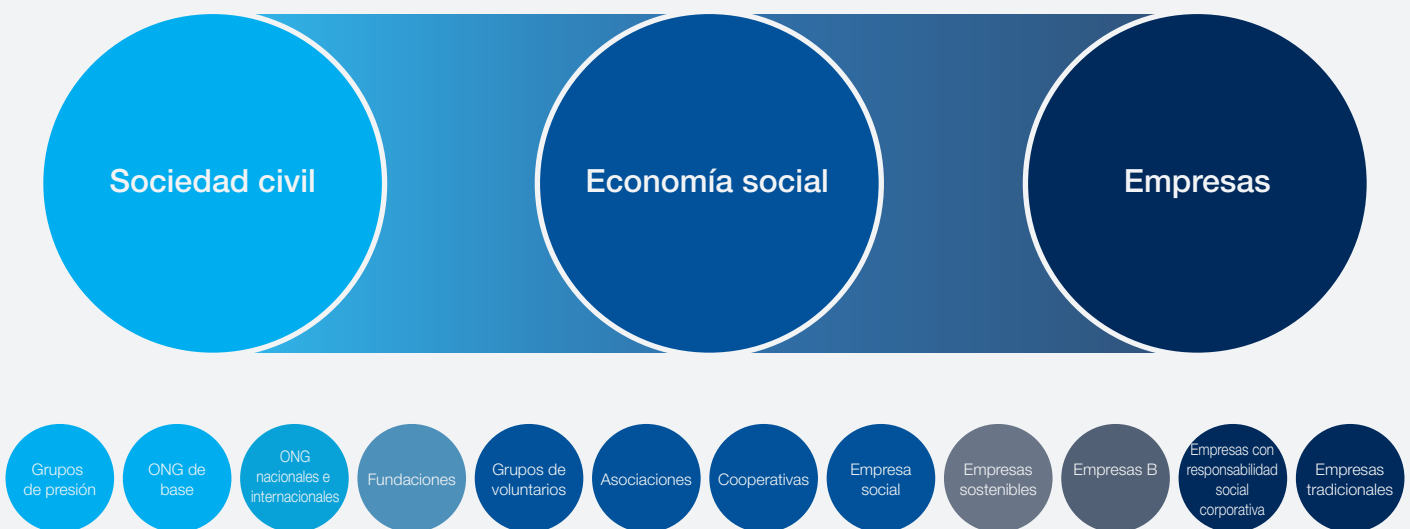 Sociedad civil
Economía social
Empresas
Grupos
de presión
ONG de
base
ONG
nacionales e
internacionales
Fundaciones
Grupos de
voluntarios
Asociaciones
Cooperativas
Empresa
social
Empresas
sostenibles
Empresas B
Empresas con
responsabilidad
social
corporativa
Empresas
tradicionales